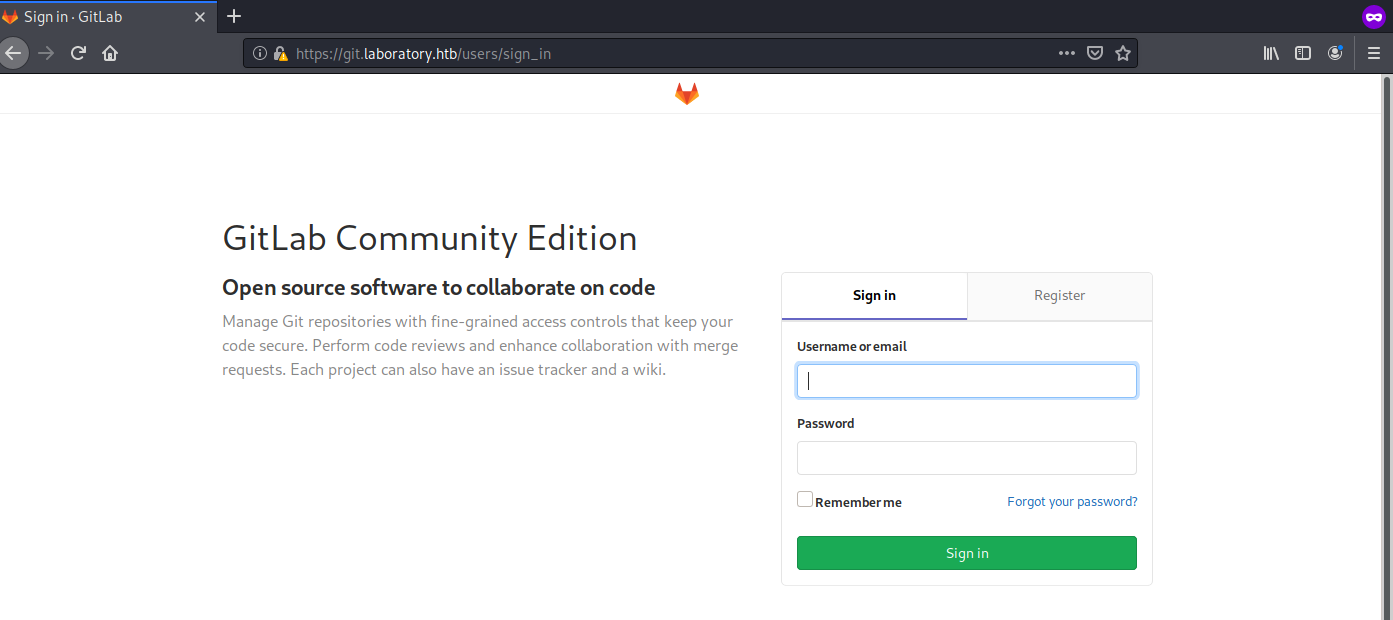 Sign in · GitLab
https://git.laboratory.htb/users/sign_in
GitLab Community Edition
Open source software to collaborate on code
Manage Git repositories with fine-grained access controls that keep your
code secure. Perform code reviews and enhance collaboration with merge
requests. Each project can also have an issue tracker and a wiki.
Sign in
Register
Username or email
Password
Remember me
Forgot your password?
Sign in